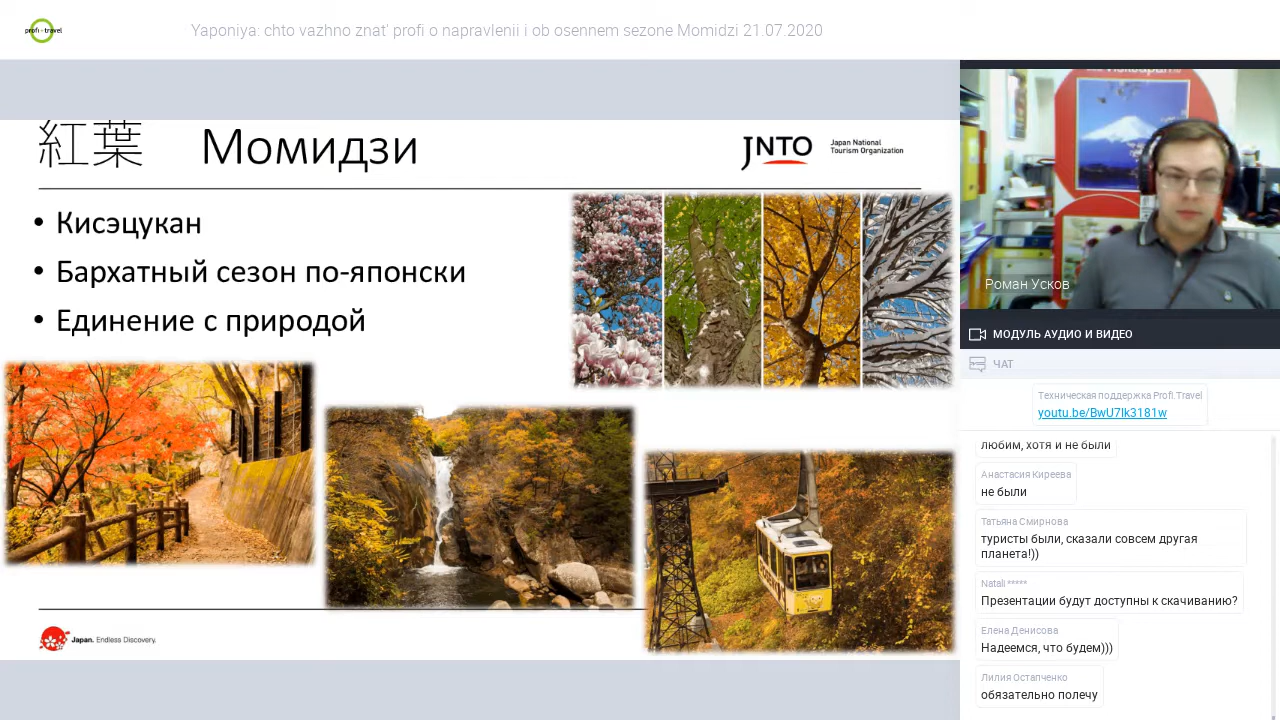 profi travel
Yaponiya: chto vazhno znat' profi o napravlenii i ob osennem sezone Momidzi 21.07.2020
紅葉 Момидзи
JNTO
Japan National
Tourism Organization
• Кисэцукан
• Бархатный сезон по-японски
• Единение с природой
Japan. Endless Discovery.
Роман Усков
МОДУЛЬ АУДИО И ВИДЕО
ЧАТ
Техническая поддержка Profi.Travel
youtu.be/BwU7lk3181w
любим, хотя и не были
Анастасия Киреева
не были
Татьяна Смирнова
туристы были, сказали совсем другая
планета!))
Natali *****
Презентации будут доступны к скачиванию?
Елена Денисова
Надеемся, что будем)))
Лилия Остапченко
обязательно полечу